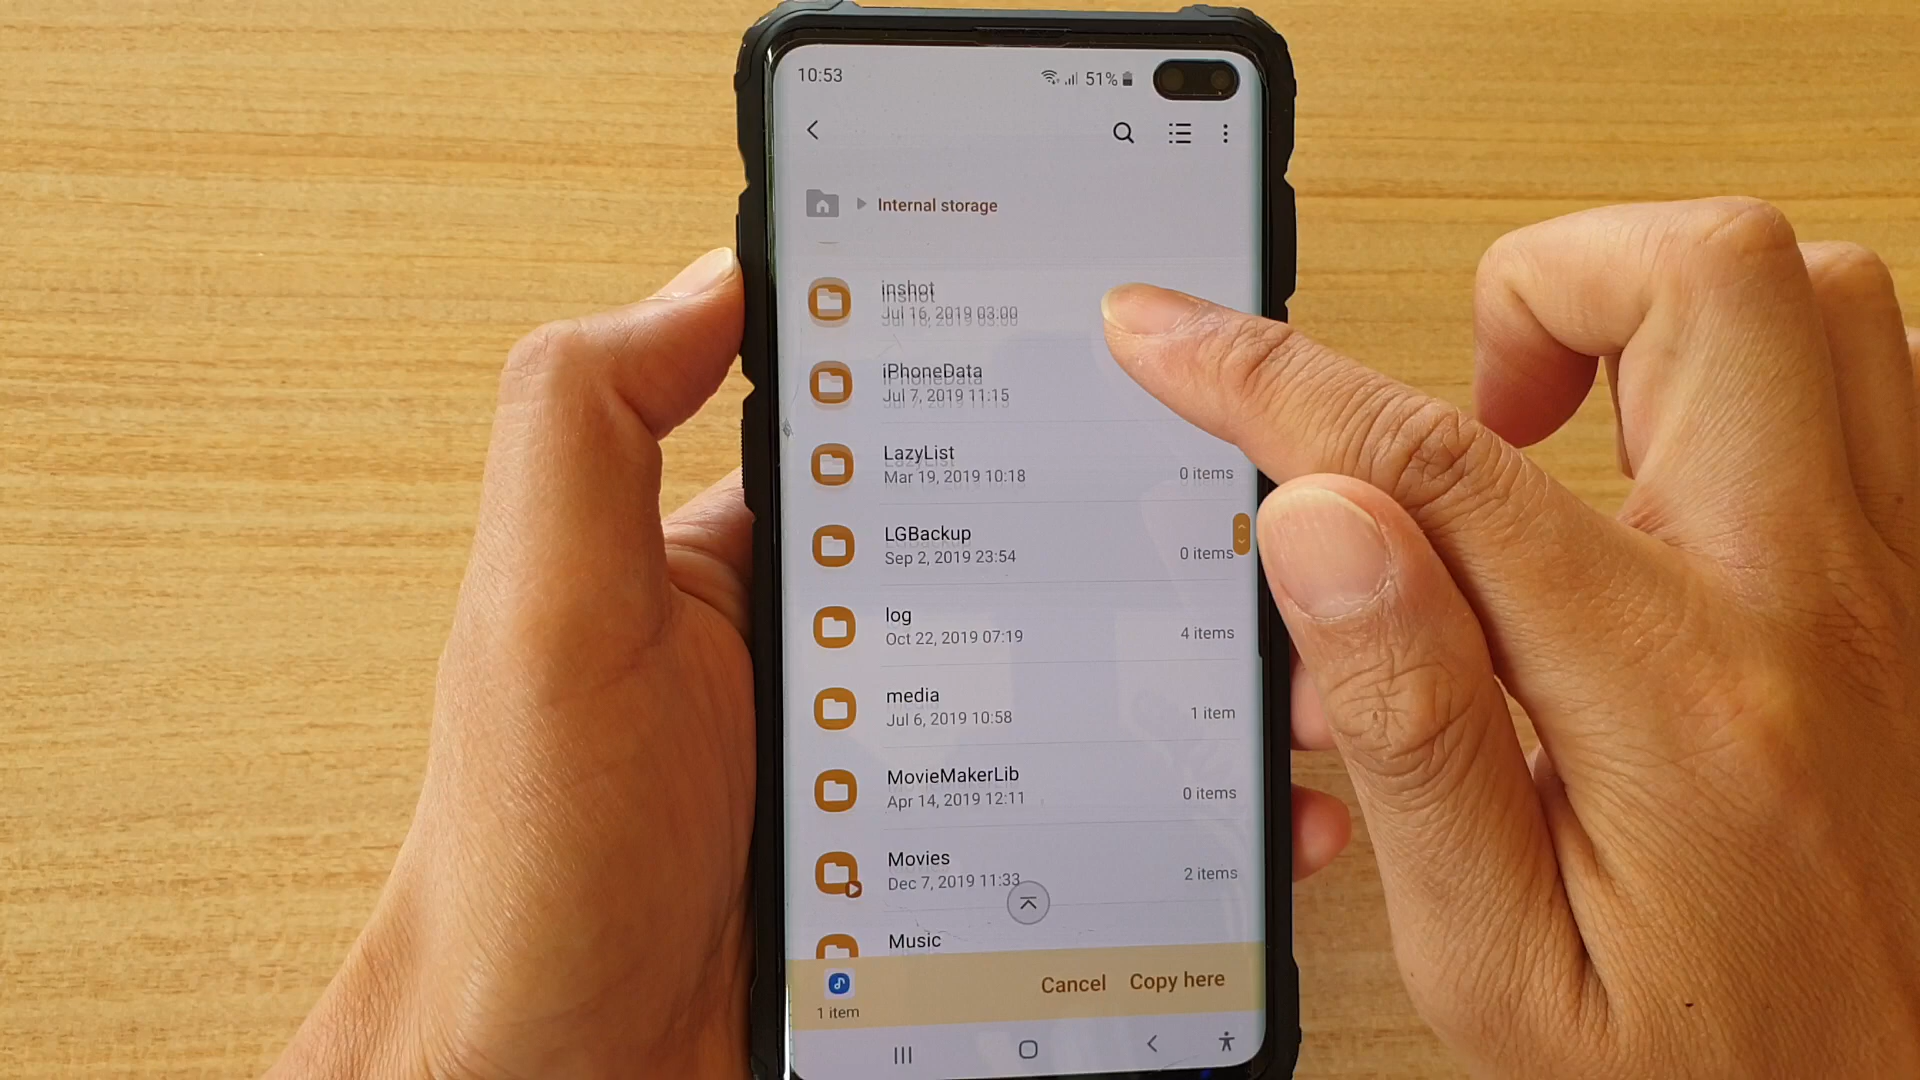 10:53
51%
Internal storage
inshot
Jul 16, 2019 03:00
iPhoneData
Jul 7, 2019 11:15
LazyList
Mar 19, 2019 10:18
0 items
LGBackup
Sep 2, 2019 23:54
0 items
log
Oct 22, 2019 07:19
4 items
media
Jul 6, 2019 10:58
1 item
MovieMakerLib
Apr 14, 2019 12:11
0 items
Movies
Dec 7, 2019 11:33
2 items
Music
1 item
Cancel
Copy here